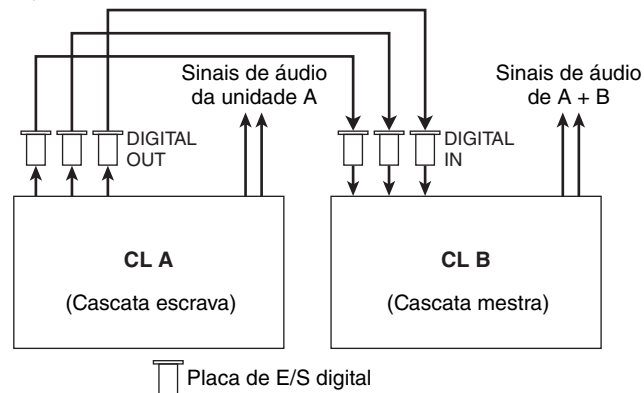 Sinais de áudio
da unidade A
Sinais de áudio
de A + B
DIGITAL
OUT
DIGITAL
IN
CL A
(Cascata escrava)
CL B
(Cascata mestra)
Placa de E/S digital